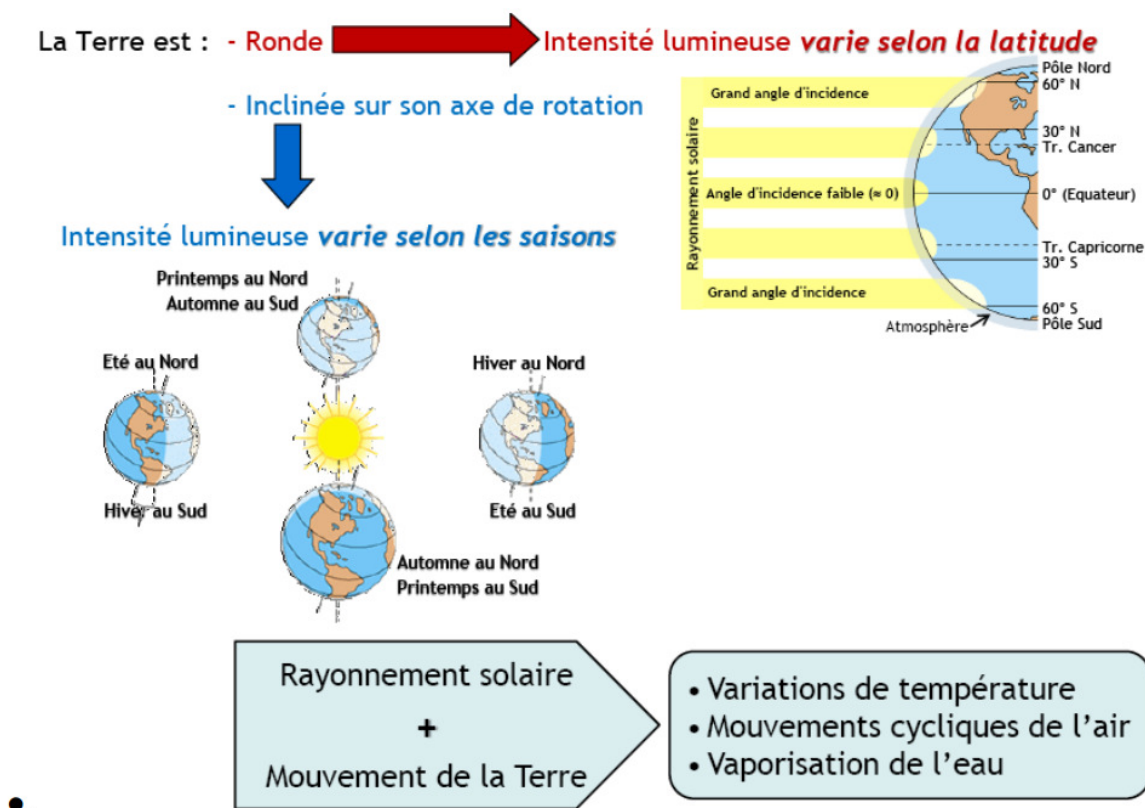 La Terre est : - Ronde
Intensité lumineuse varie selon la latitude
- Inclinée sur son axe de rotation
Intensité lumineuse varie selon les saisons
Rayonnement solaire
Grand angle d'incidence
Angle d'incidence faible (≈ 0)
Grand angle d'incidence
Pôle Nord
60° N
30° N
Tr. Cancer
0° (Equateur)
Tr. Capricorne
30° S
60° S
Pôle Sud
Atmosphère
Printemps au Nord
Automne au Sud
Eté au Nord
Hiver au Sud
Hiver au Nord
Eté au Sud
Automne au Nord
Printemps au Sud
Rayonnement solaire
+
Mouvement de la Terre
• Variations de température
• Mouvements cycliques de l'air
• Vaporisation de l'eau